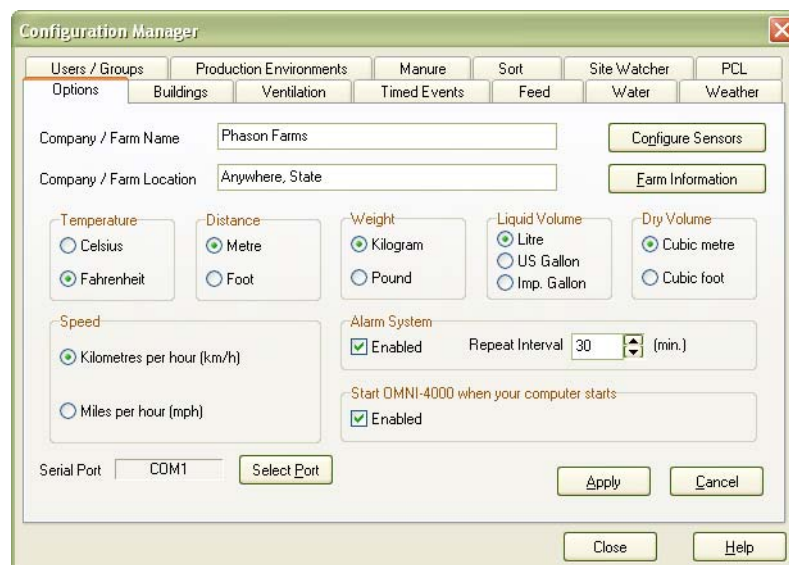 Configuration Manager
Users / Groups
Production Environments
Manure
Sort
Site Watcher
PCL
Options
Buildings
Ventilation
Timed Events
Feed
Water
Weather
Company / Farm Name
Phason Farms
Configure Sensors
Company / Farm Location
Anywhere, State
Farm Information
Temperature
Celsius
Fahrenheit
Distance
Metre
Foot
Weight
Kilogram
Pound
Liquid Volume
Litre
US Gallon
Imp. Gallon
Dry Volume
Cubic metre
Cubic foot
Speed
Kilometres per hour (km/h)
Miles per hour (mph)
Alarm System
Enabled
Repeat Interval 30 (min.)
Start OMNI-4000 when your computer starts
Enabled
Serial Port COM1
Select Port
Apply
Cancel
Close
Help